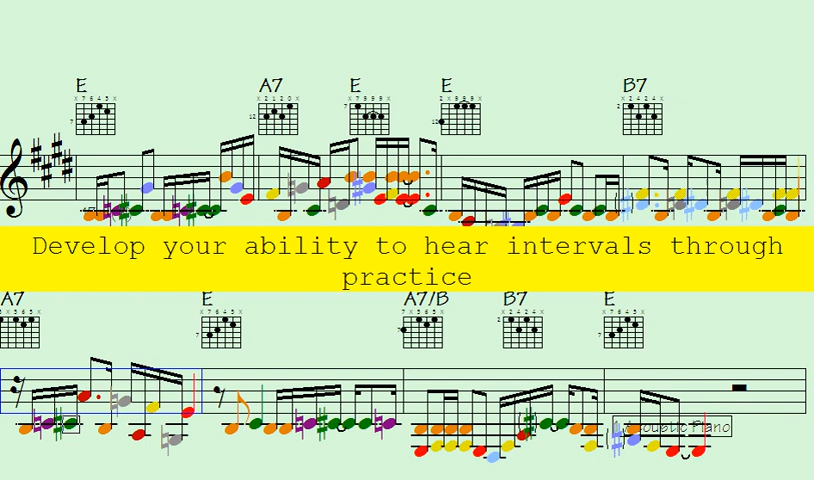 E A7 E E B7
Develop your ability to hear intervals through
practice
A7 E A7/B B7 E
Acoustic Piano